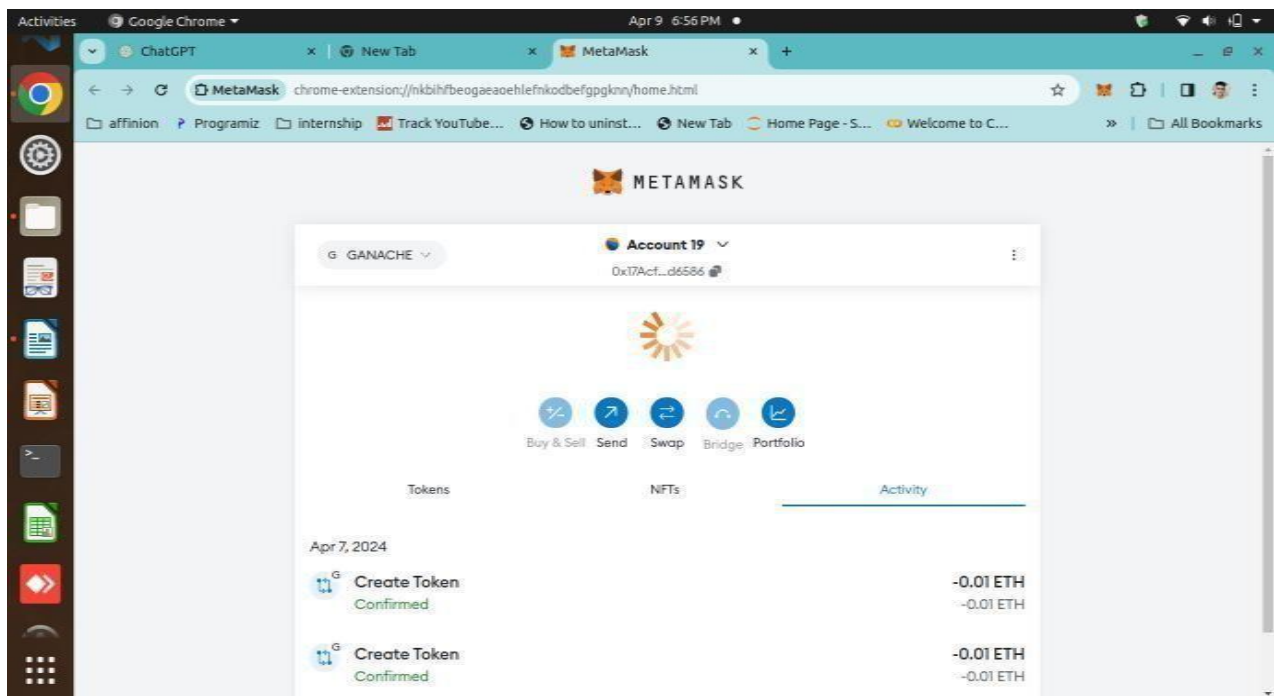 Activities Google Chrome Apr 9 6:56 PM
ChatGPT New Tab MetaMask
MetaMask chrome-extension://nkbihfbeogaeaoehlefnkodbefgpgknn/home.html
affinion Programiz internship Track YouTube... How to uninst... New Tab Home Page - S... Welcome to C... » All Bookmarks
METAMASK
G GANACHE Account 19
0x17Acf...d6586
Buy & Sell Send Swap Bridge Portfolio
Tokens NFTs Activity
Apr 7, 2024
G Create Token -0.01 ETH
Confirmed -0.01 ETH
G Create Token -0.01 ETH
Confirmed -0.01 ETH